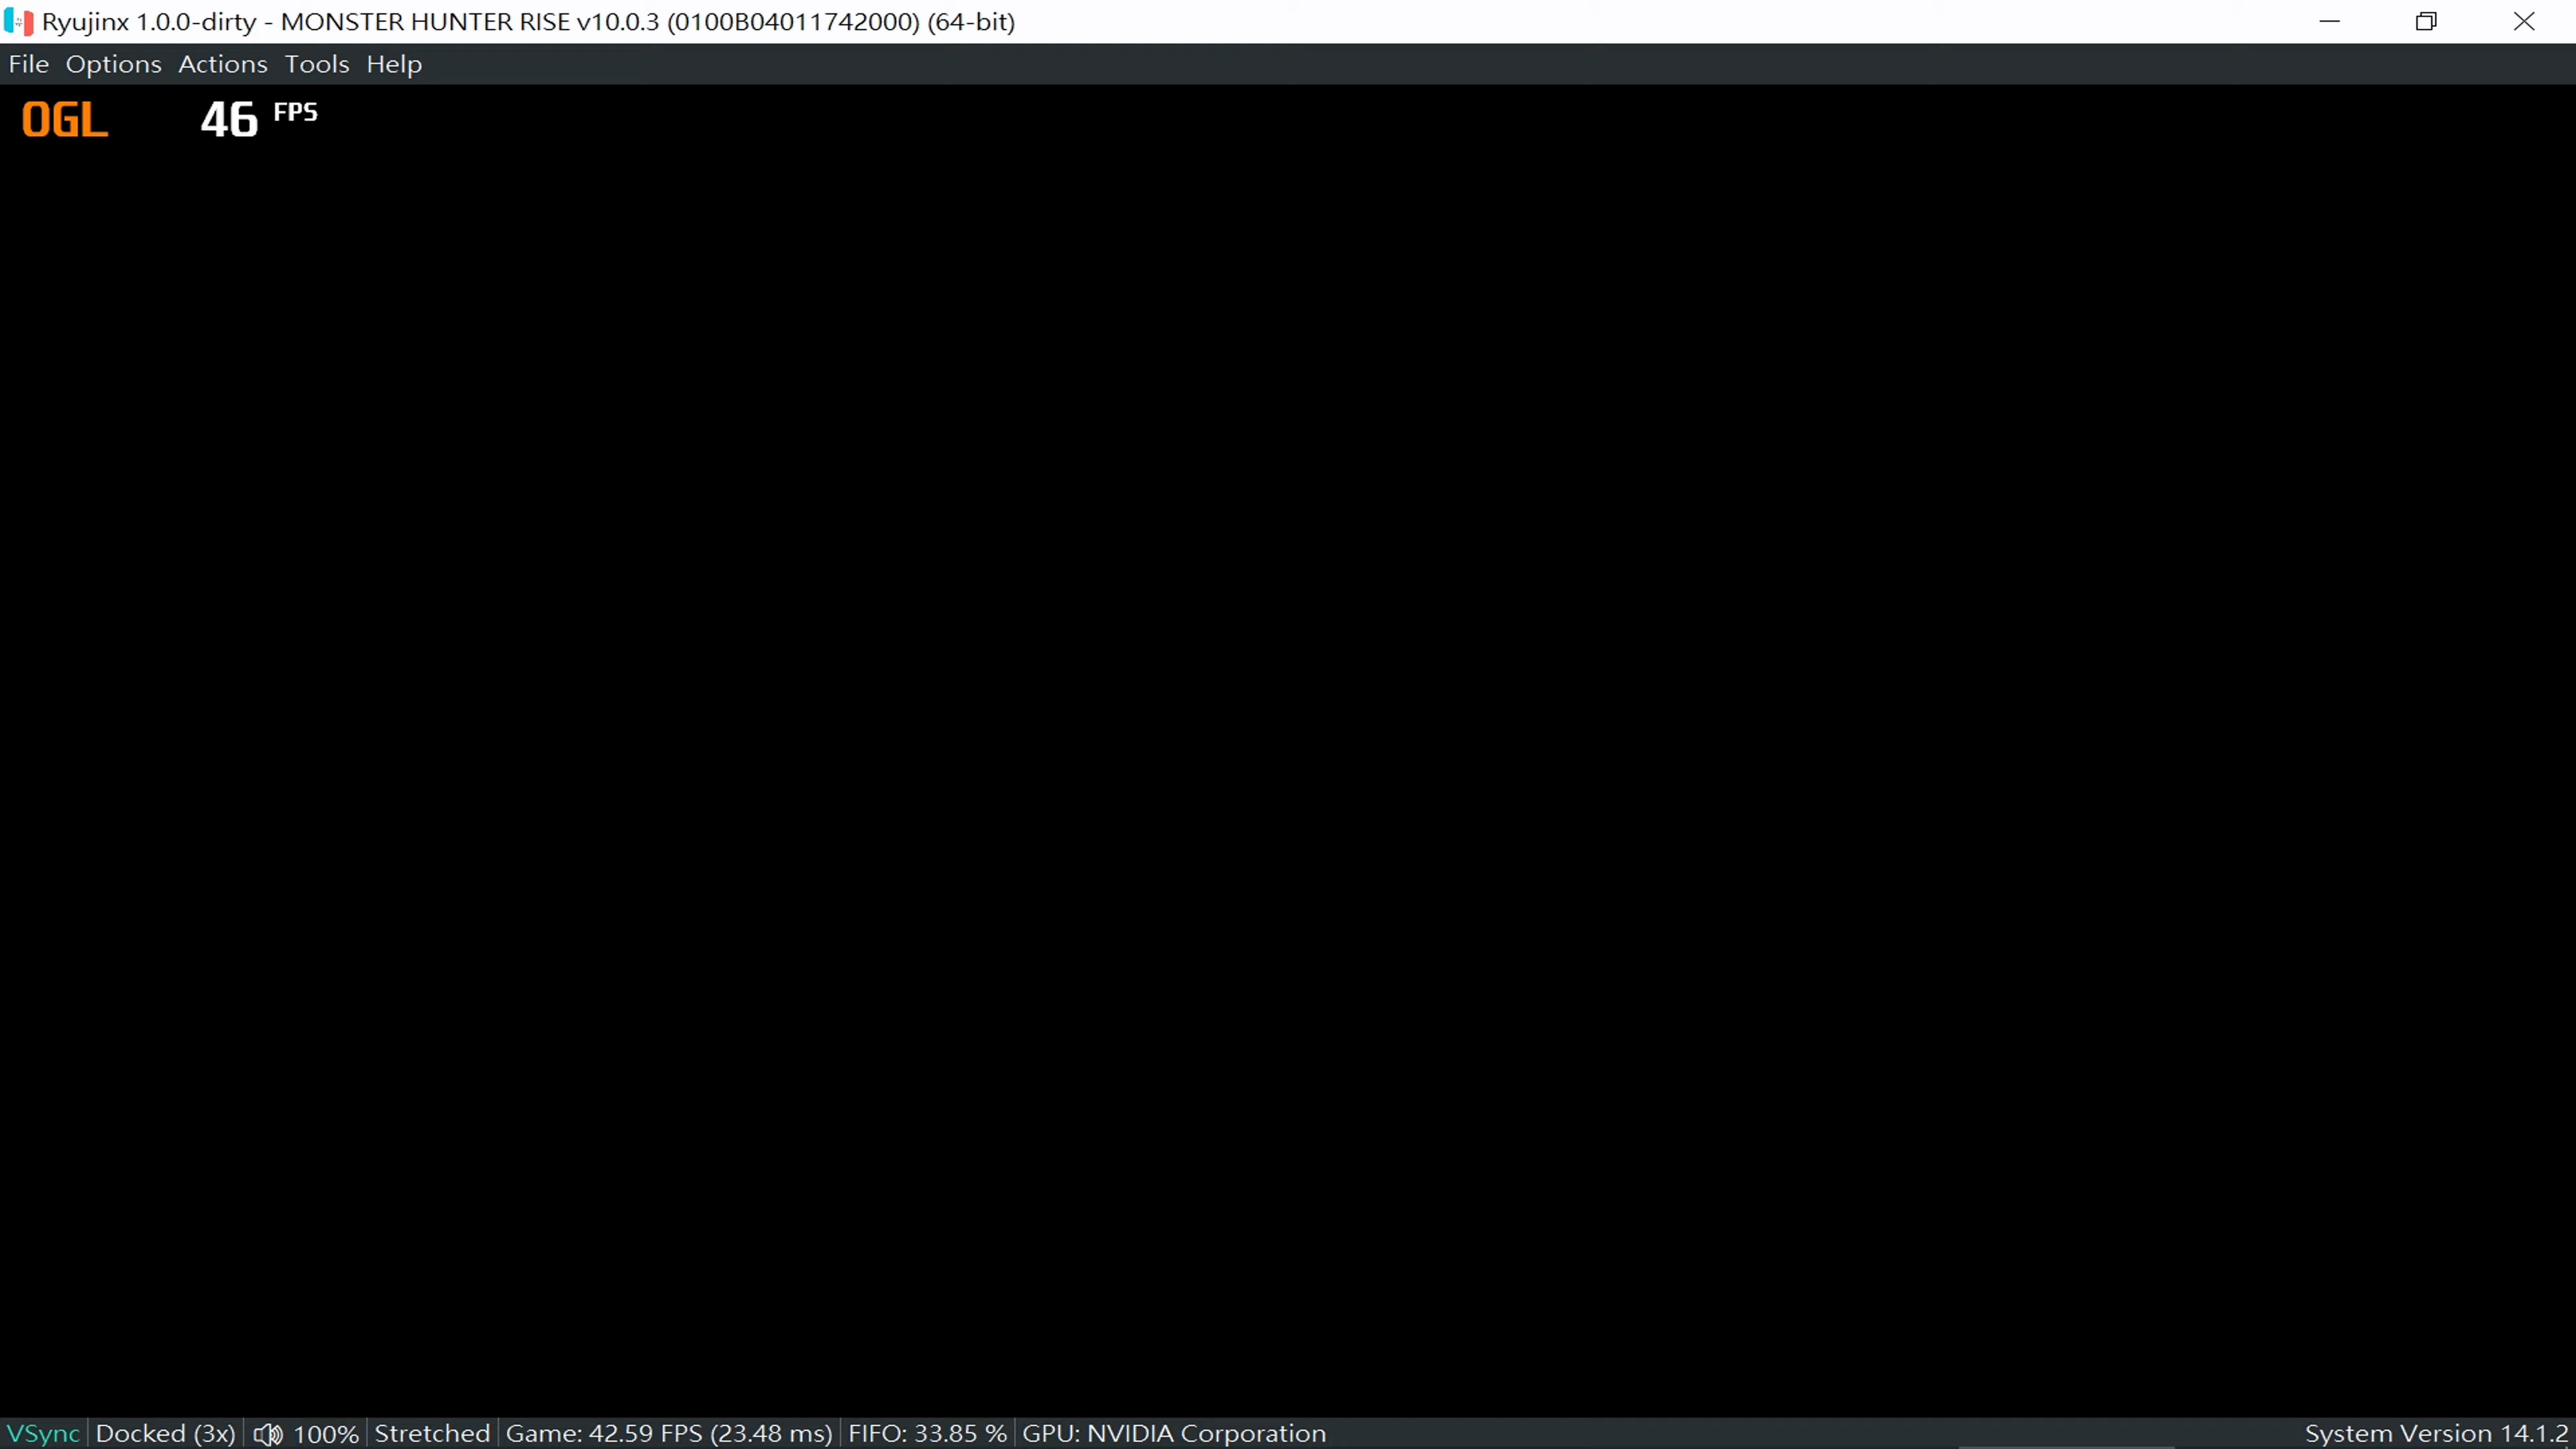 Ryujinx 1.0.0-dirty - MONSTER HUNTER RISE v10.0.3 (0100B04011742000) (64-bit)
File Options Actions Tools Help
OGL 46 FPS
VSync Docked (3x) 100% Stretched Game: 42.59 FPS (23.48 ms) FIFO: 33.85 % GPU: NVIDIA Corporation System Version 14.1.2